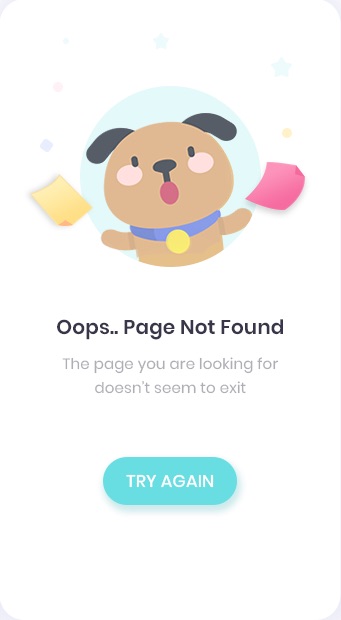 Oops.. Page Not Found
The page you are looking for
doesn't seem to exit
TRY AGAIN